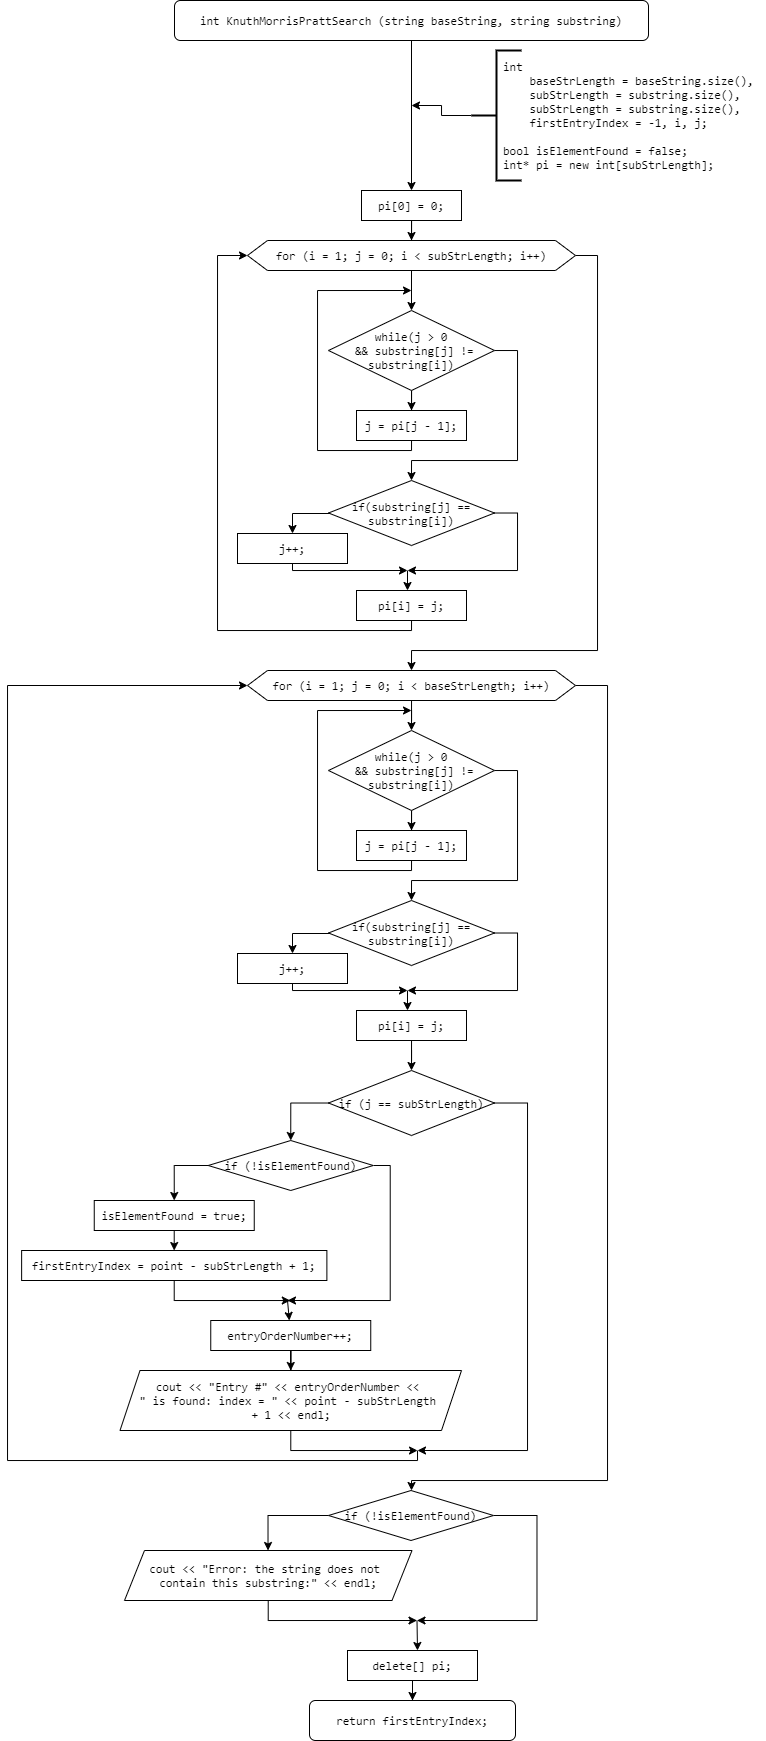 int KnuthMorrisPrattSearch (string baseString, string substring)
int
baseStrLength = baseString.size(),
subStrLength = substring.size(),
subStrLength = substring.size(),
firstEntryIndex = -1, i, j;
bool isElementFound = false;
int* pi = new int[subStrLength];
pi[0] = 0;
for (i = 1; j = 0; i < subStrLength; i++)
while(j > 0
&& substring[j] !=
substring[i])
j = pi[j - 1];
if(substring[j] ==
substring[i])
j++;
pi[i] = j;
for (i = 1; j = 0; i < baseStrLength; i++)
while(j > 0
&& substring[j] !=
substring[i])
j = pi[j - 1];
if(substring[j] ==
substring[i])
j++;
pi[i] = j;
if (j == subStrLength)
if (!isElementFound)
isElementFound = true;
firstEntryIndex = point - subStrLength + 1;
entryOrderNumber++;
cout << "Entry #" << entryOrderNumber <<
" is found: index = " << point - subStrLength
+ 1 << endl;
if (!isElementFound)
cout << "Error: the string does not
contain this substring:" << endl;
delete[] pi;
return firstEntryIndex;